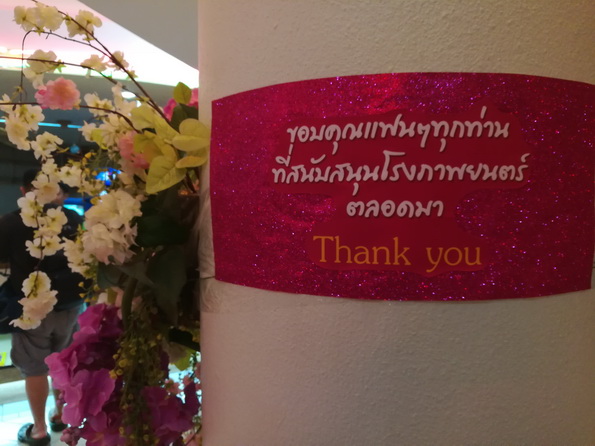 ขอบคุณแฟนๆทุกท่าน
ที่สนับสนุนโรงภาพยนตร์
ตลอดมา
Thank you